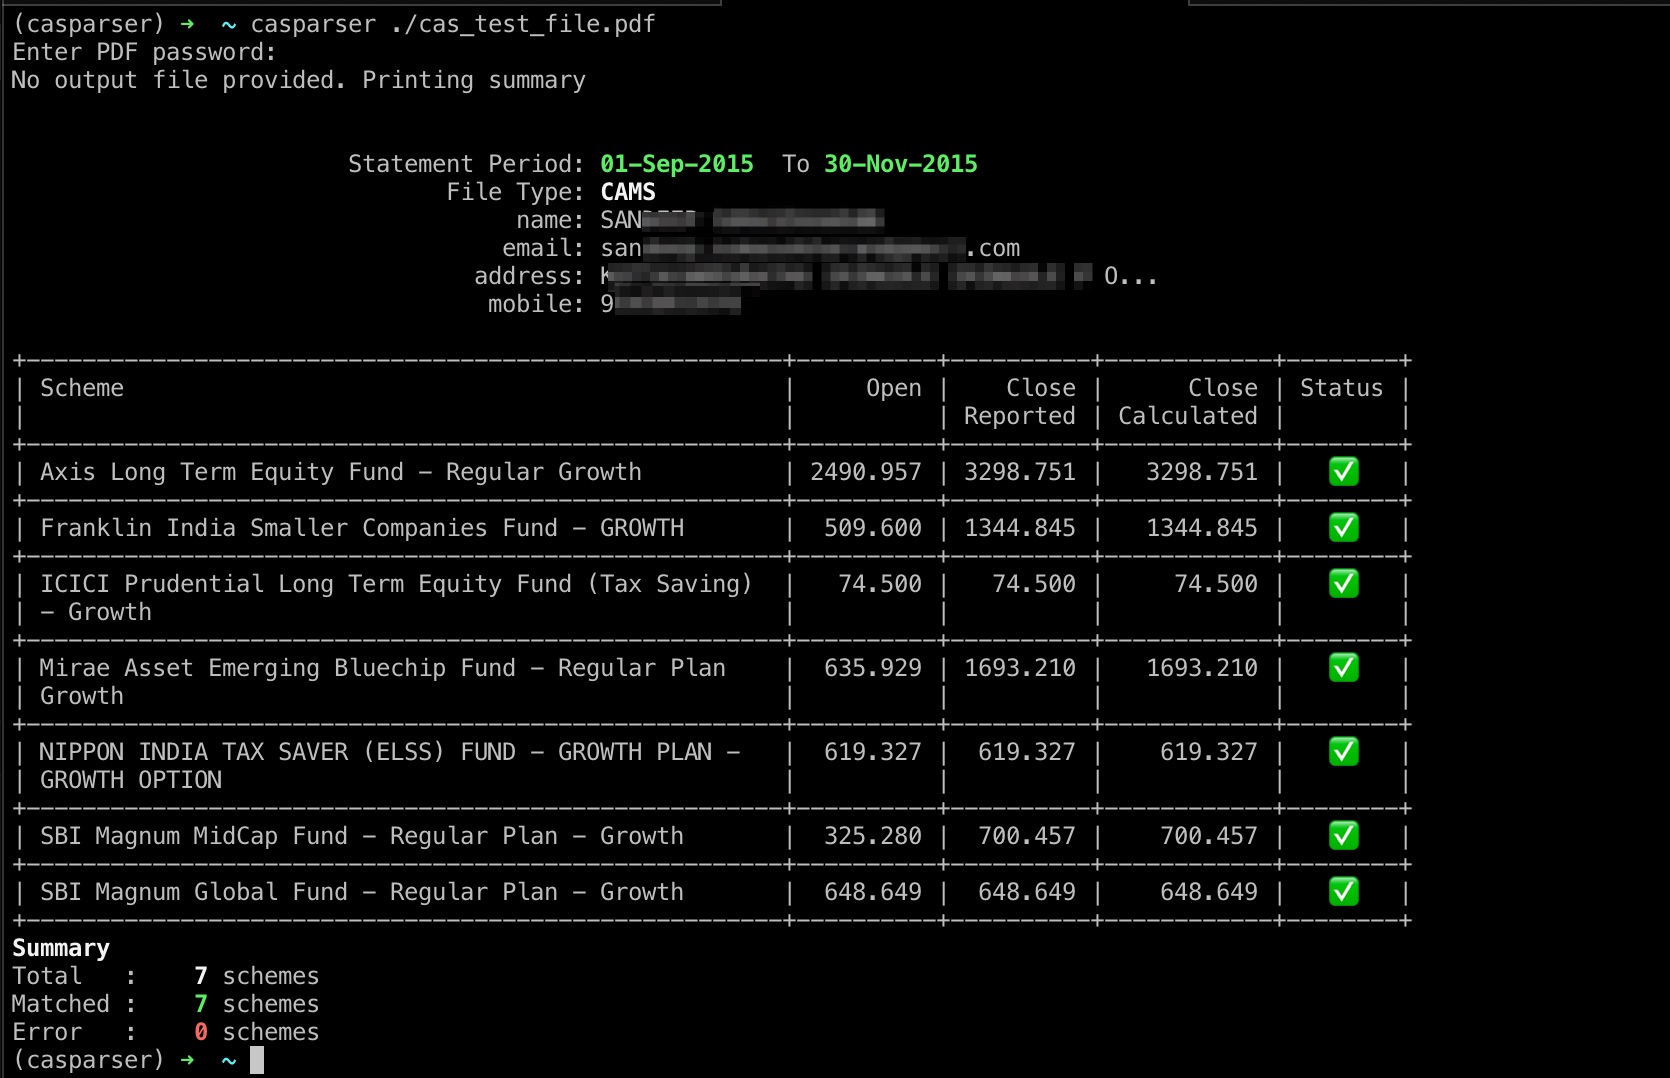 (casparser) → ~ casparser ./cas_test_file.pdf
Enter PDF password:
No output file provided. Printing summary
Statement Period: 01-Sep-2015 To 30-Nov-2015
File Type: CAMS
name: SAN
email: san .com
address: K O...
mobile: 9
+------------------------------------------------------+----------+----------+------------+--------+
| Scheme | Open | Close | Close | Status |
| | | Reported | Calculated | |
+------------------------------------------------------+----------+----------+------------+--------+
| Axis Long Term Equity Fund - Regular Growth | 2490.957 | 3298.751 | 3298.751 | ✅ |
+------------------------------------------------------+----------+----------+------------+--------+
| Franklin India Smaller Companies Fund - GROWTH | 509.600 | 1344.845 | 1344.845 | ✅ |
+------------------------------------------------------+----------+----------+------------+--------+
| ICICI Prudential Long Term Equity Fund (Tax Saving) | 74.500 | 74.500 | 74.500 | ✅ |
| - Growth | | | | |
+------------------------------------------------------+----------+----------+------------+--------+
| Mirae Asset Emerging Bluechip Fund - Regular Plan | 635.929 | 1693.210 | 1693.210 | ✅ |
| Growth | | | | |
+------------------------------------------------------+----------+----------+------------+--------+
| NIPPON INDIA TAX SAVER (ELSS) FUND - GROWTH PLAN - | 619.327 | 619.327 | 619.327 | ✅ |
| GROWTH OPTION | | | | |
+------------------------------------------------------+----------+----------+------------+--------+
| SBI Magnum MidCap Fund - Regular Plan - Growth | 325.280 | 700.457 | 700.457 | ✅ |
+------------------------------------------------------+----------+----------+------------+--------+
| SBI Magnum Global Fund - Regular Plan - Growth | 648.649 | 648.649 | 648.649 | ✅ |
+------------------------------------------------------+----------+----------+------------+--------+
Summary
Total : 7 schemes
Matched : 7 schemes
Error : 0 schemes
(casparser) → ~